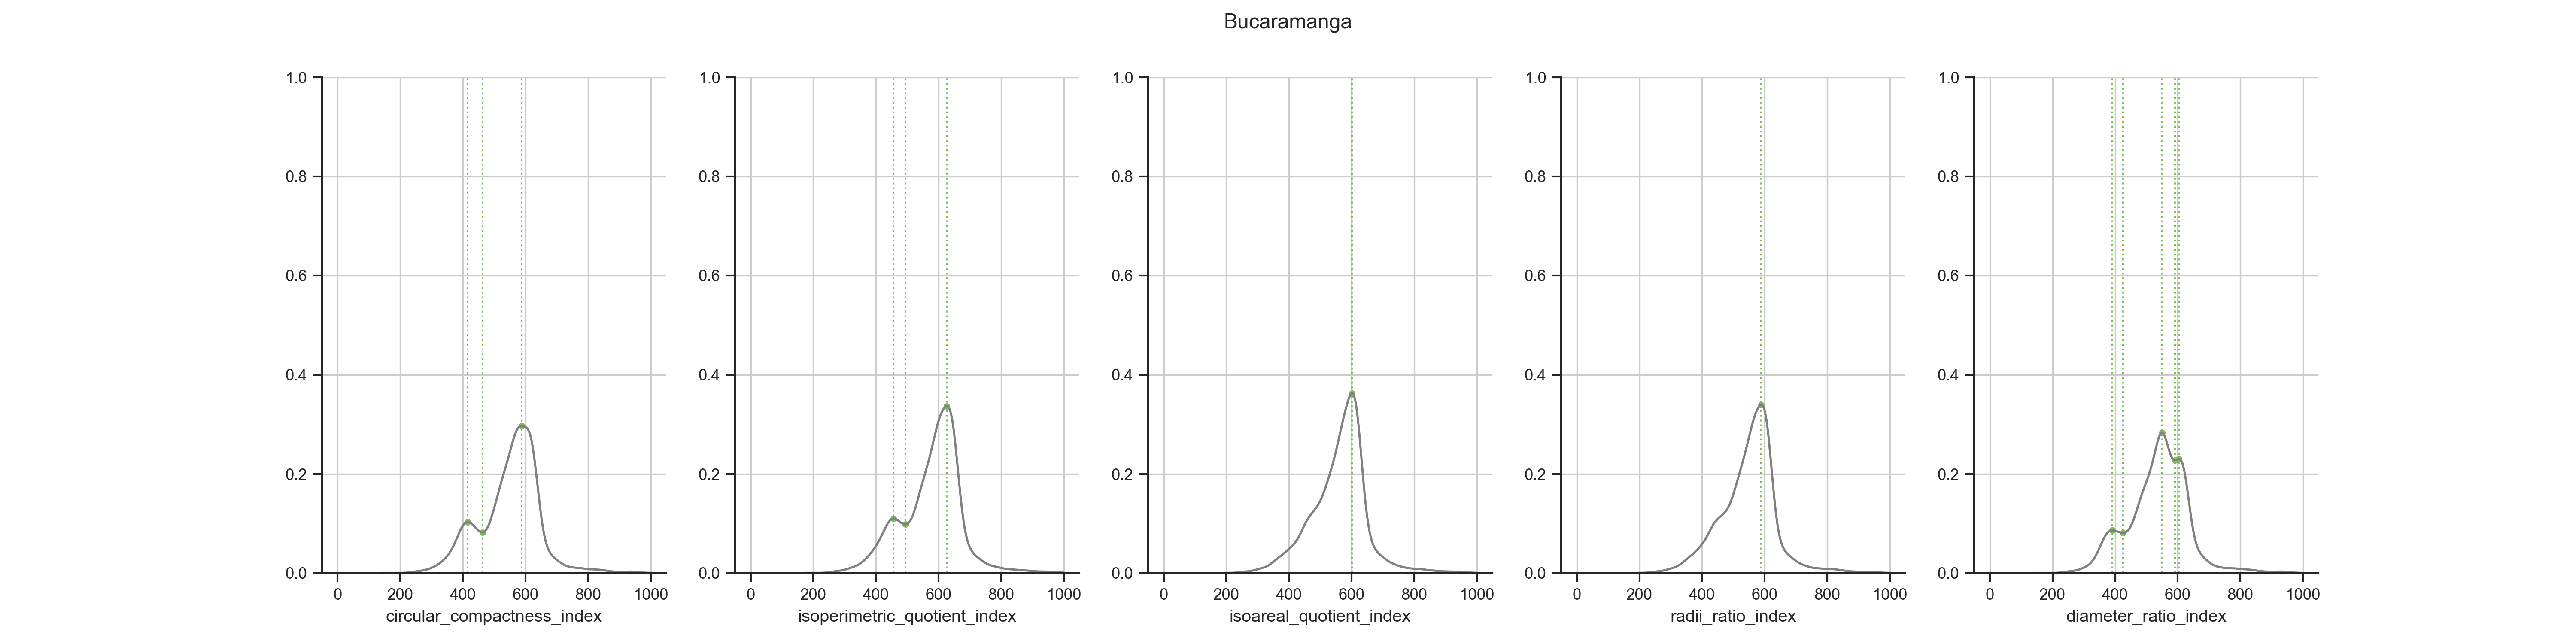 Bucaramanga
1.0 1.0 1.0 1.0 1.0
0.8 0.8 0.8 0.8 0.8
0.6 0.6 0.6 0.6 0.6
0.4 0.4 0.4 0.4 0.4
0.2 0.2 0.2 0.2 0.2
0.0 0.0 0.0 0.0 0.0
0 200 400 600 800 1000 0 200 400 600 800 1000 0 200 400 600 800 1000 0 200 400 600 800 1000 0 200 400 600 800 1000
circular_compactness_index isoperimetric_quotient_index isoareal_quotient_index radii_ratio_index diameter_ratio_index